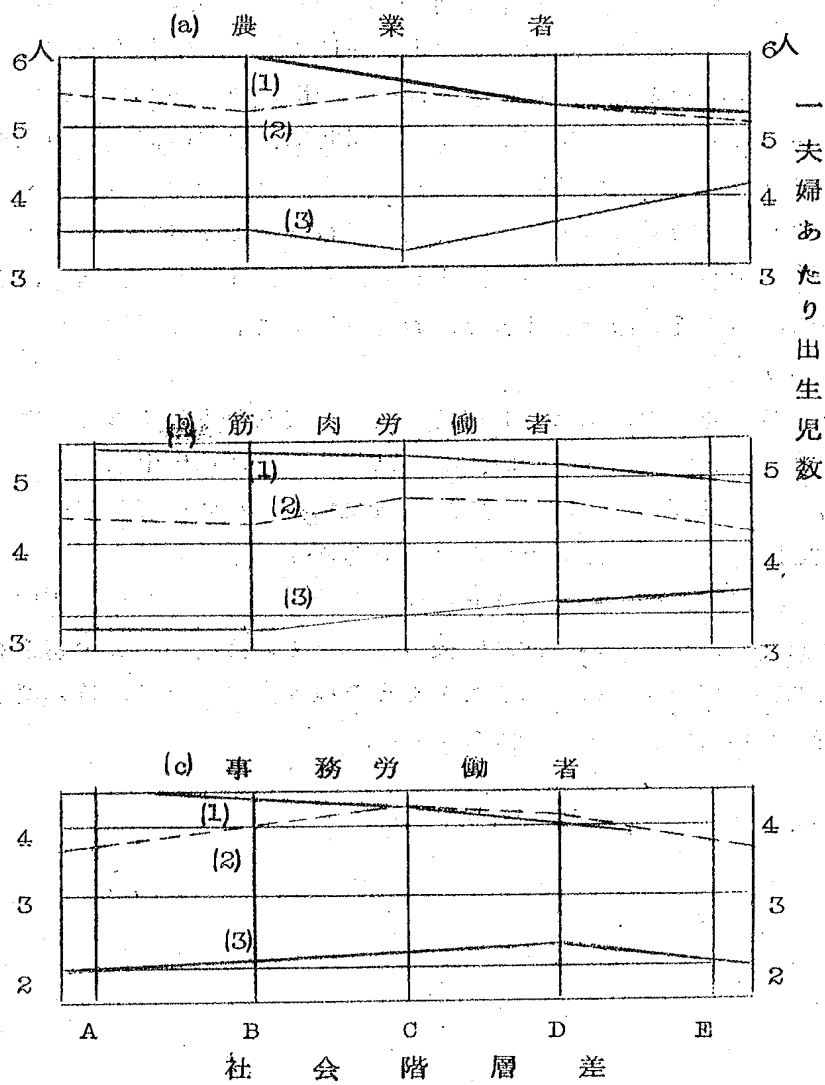 (a) 農業者
6人 6人
(1)
5 (2) 5
4 (3) 4
3 3
一夫婦あたり出生児数
(b) 筋肉労働者
5 (1) 5
(2)
4 4
(3)
3 3
(c) 事務労働者
4 (1) 4
(2)
3 3
(3)
2 2
A B C D E
社会階層差